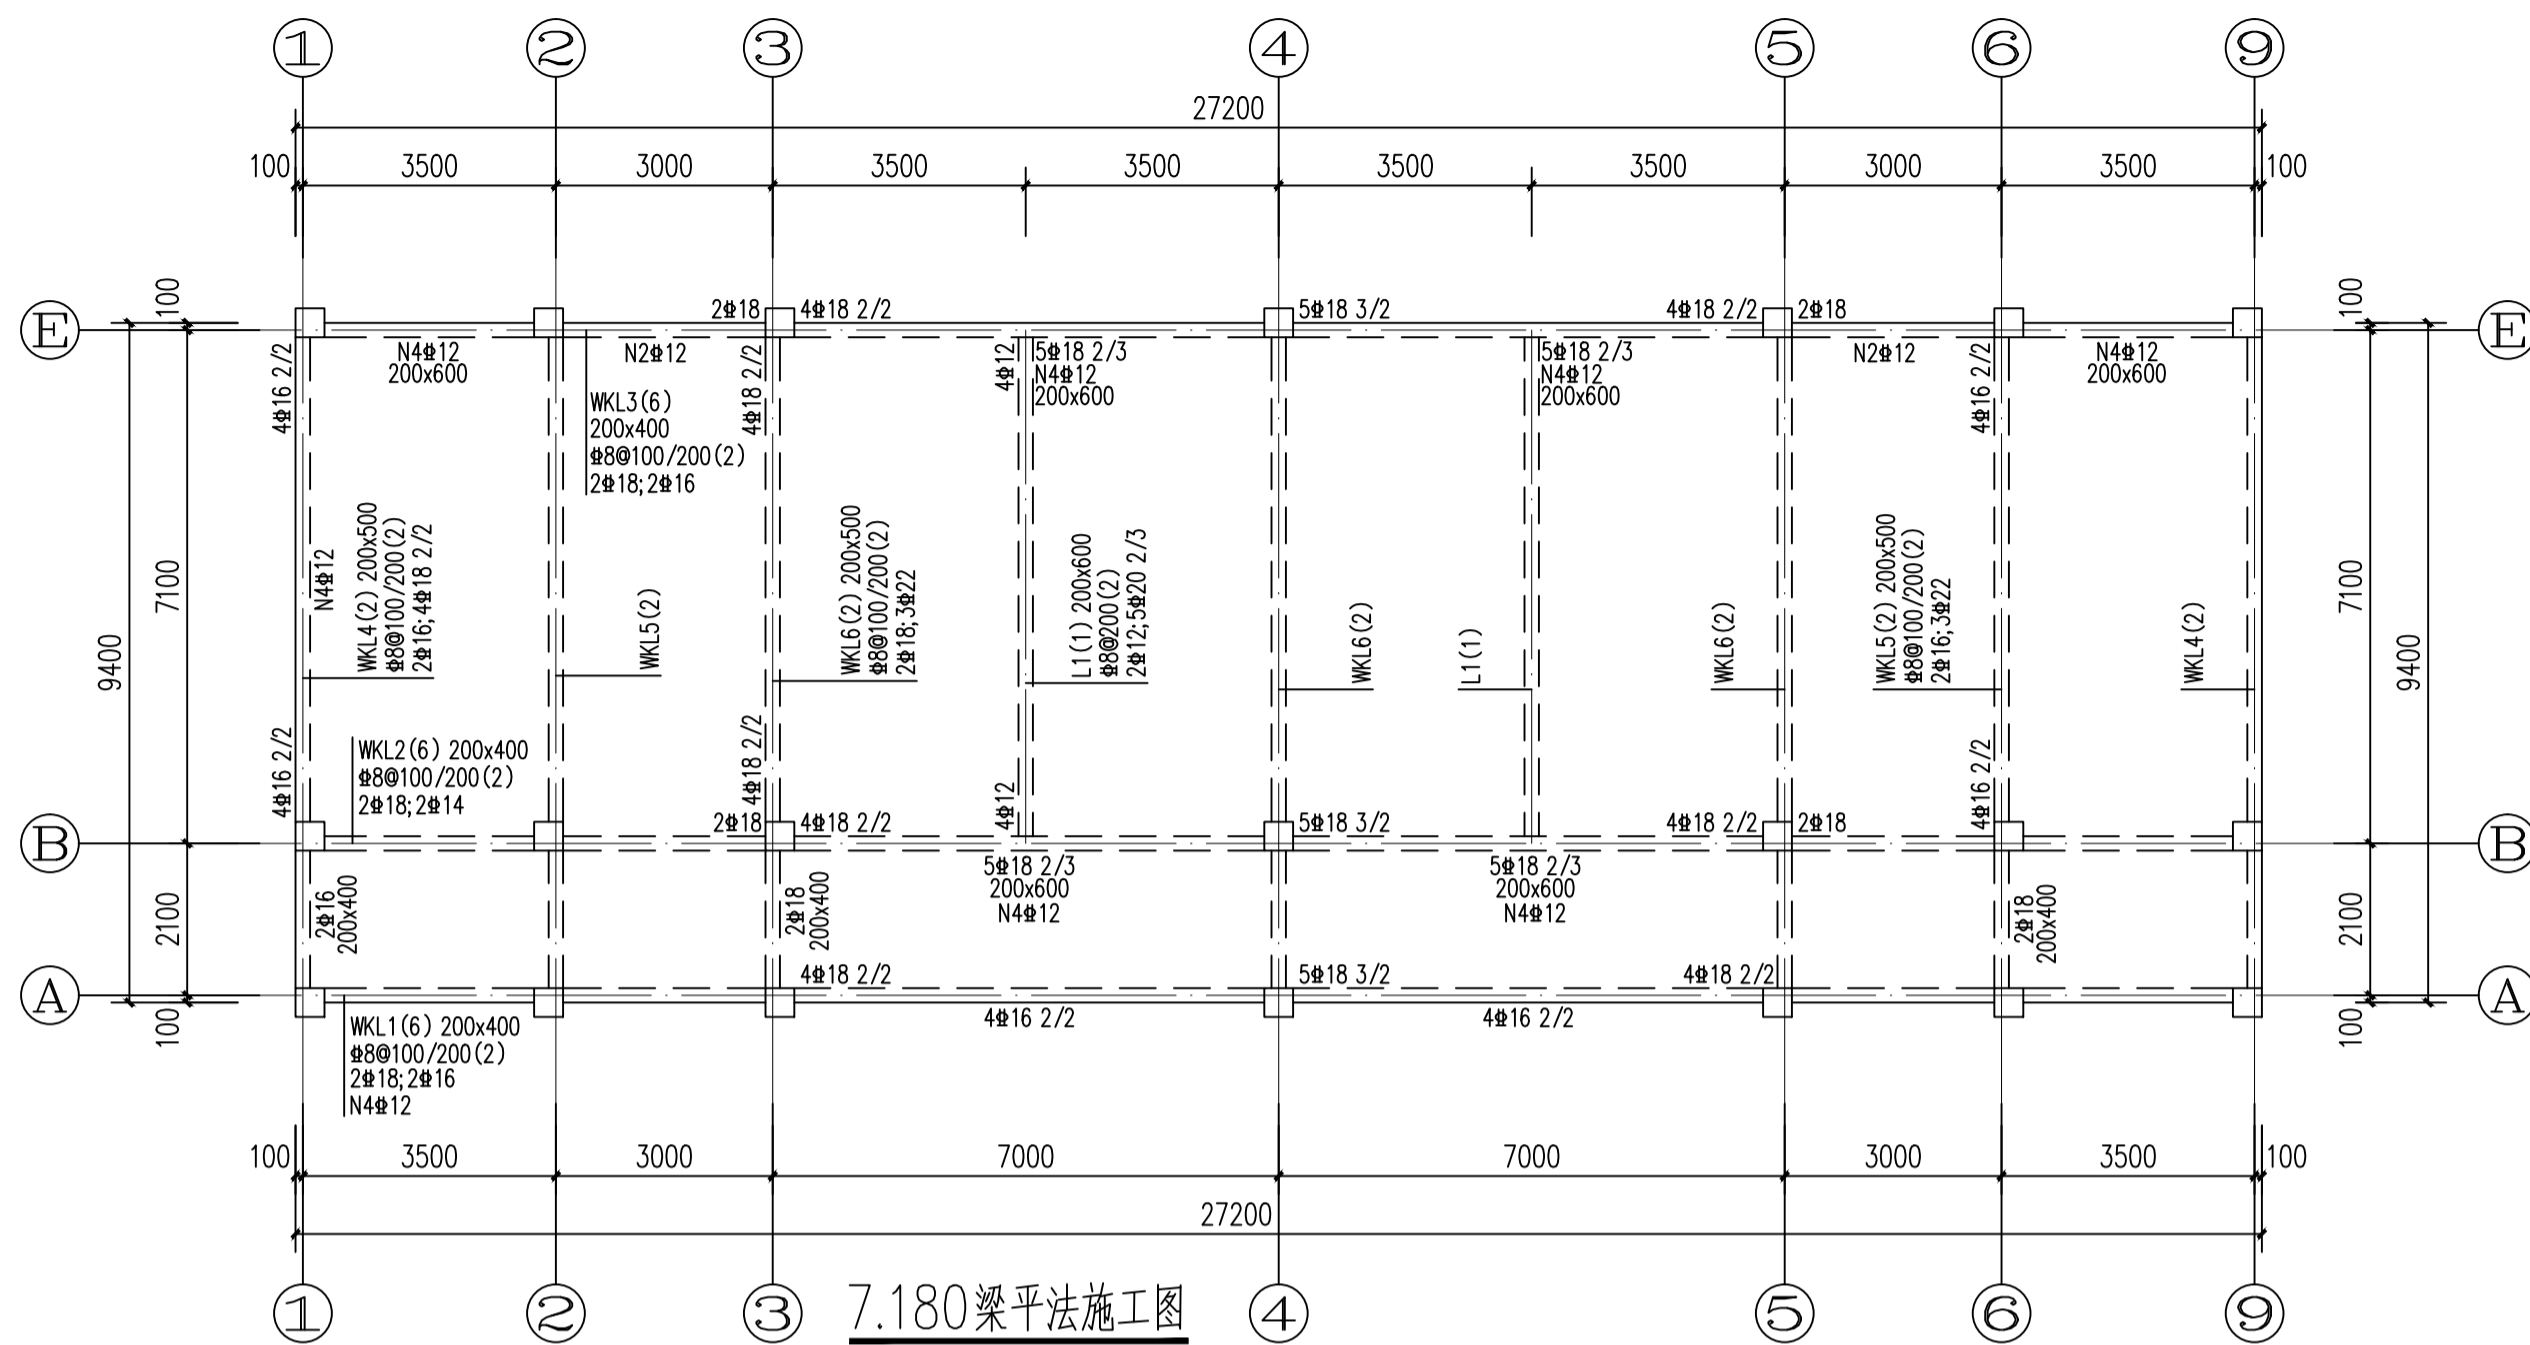 1 2 3 4 5 6 9
27200
100 3500 3000 3500 3500 3500 3500 3000 3500 100
E
E
100
7100
9400
2100
100
100
7100
9400
2100
100
2⌀18 4⌀18 2/2 5⌀18 3/2 4⌀18 2/2 2⌀18
N4⌀12
200x600
N2⌀12
5⌀18 2/3
N4⌀12
200x600
5⌀18 2/3
N4⌀12
200x600
N2⌀12
N4⌀12
200x600
4⌀16 2/2
4⌀18 2/2
4⌀12
4⌀16 2/2
WKL3(6)
200x400
⌀8@100/200(2)
2⌀18;2⌀16
N4⌀12
WKL4(2) 200x500
⌀8@100/200(2)
2⌀16;4⌀18 2/2
WKL5(2)
WKL6(2) 200x500
⌀8@100/200(2)
2⌀18;3⌀22
L1(1) 200x600
⌀8@200(2)
2⌀12;5⌀20 2/3
WKL6(2)
L1(1)
WKL6(2)
WKL5(2) 200x500
⌀8@100/200(2)
2⌀16;3⌀22
WKL4(2)
4⌀16 2/2
WKL2(6) 200x400
⌀8@100/200(2)
2⌀18;2⌀14
4⌀18 2/2
4⌀12
4⌀16 2/2
B
B
2⌀18 4⌀18 2/2 5⌀18 3/2 4⌀18 2/2 2⌀18
2⌀16
200x400
2⌀18
200x400
5⌀18 2/3
200x600
N4⌀12
5⌀18 2/3
200x600
N4⌀12
2⌀18
200x400
A
A
4⌀18 2/2 5⌀18 3/2 4⌀18 2/2
4⌀16 2/2 4⌀16 2/2
WKL1(6) 200x400
⌀8@100/200(2)
2⌀18;2⌀16
N4⌀12
100 3500 3000 7000 7000 3000 3500 100
27200
1 2 3 4 5 6 9
7.180梁平法施工图